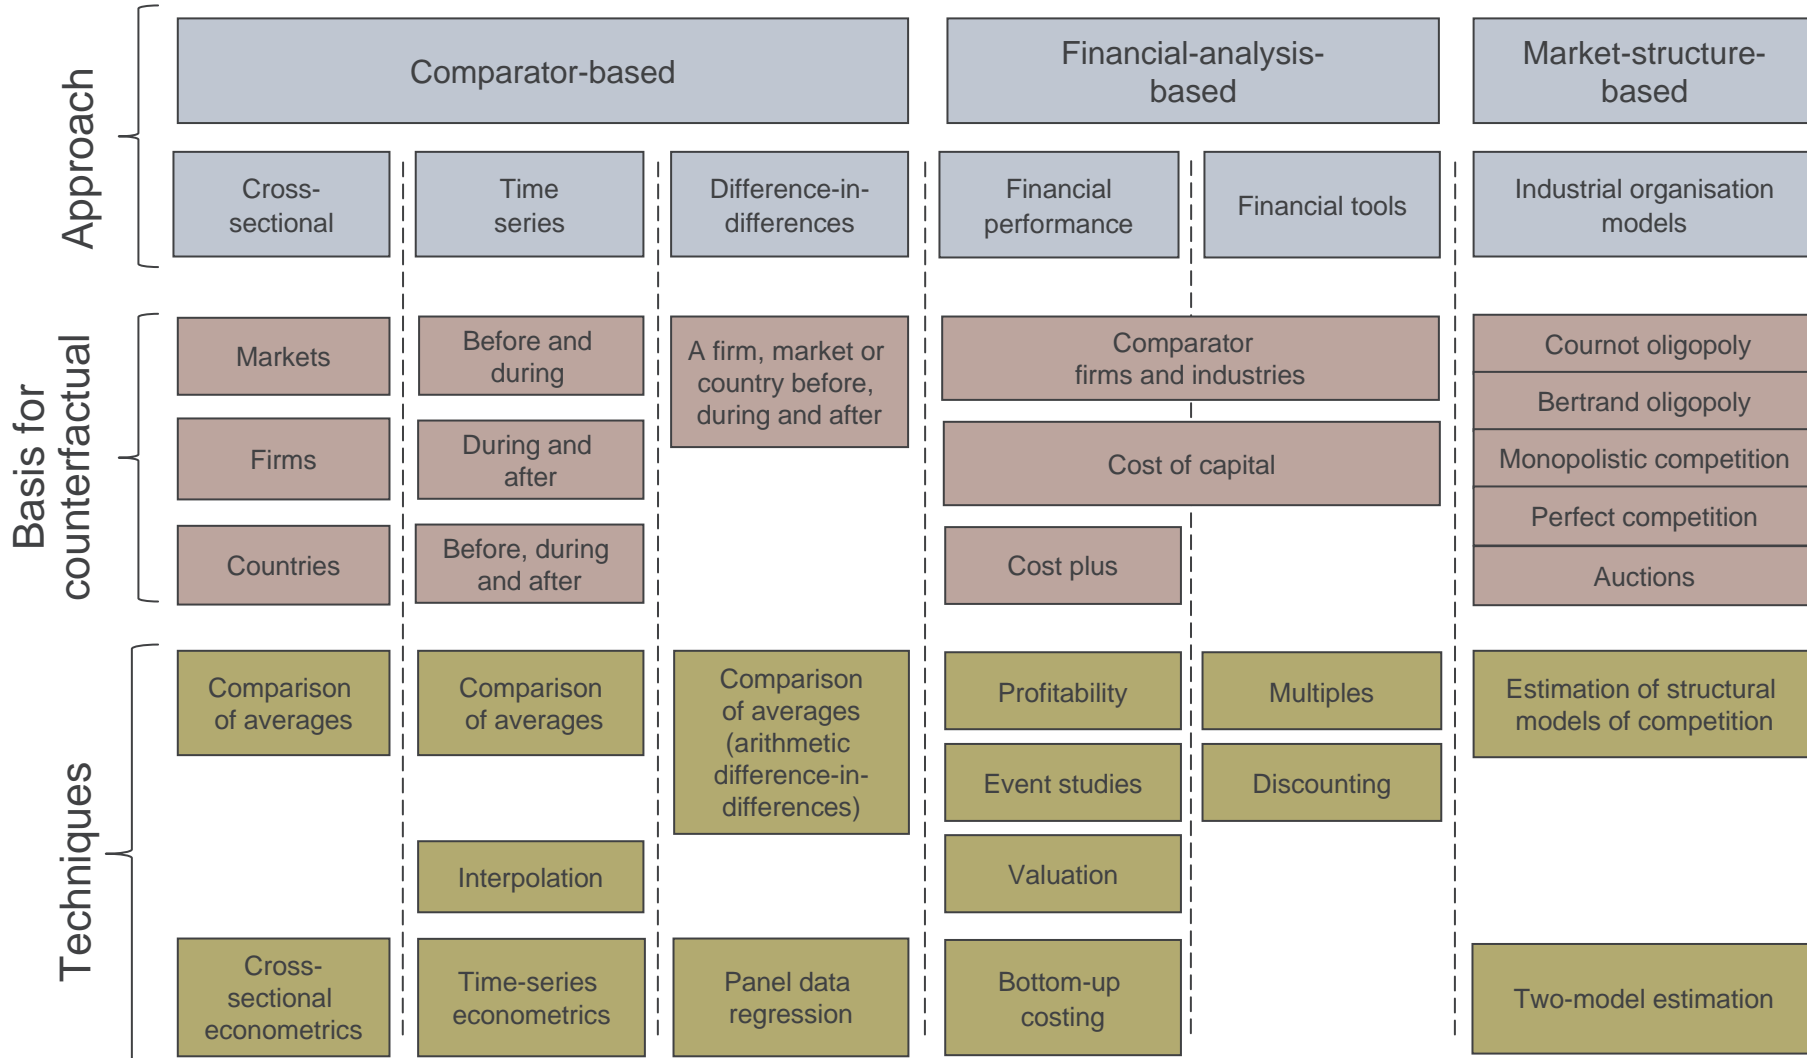 Approach
Comparator-based
Financial-analysis-
based
Market-structure-
based
Cross-
sectional
Time
series
Difference-in-
differences
Financial
performance
Financial tools
Industrial organisation
models
Basis for
counterfactual
Markets
Firms
Countries
Before and
during
During and
after
Before, during
and after
A firm, market or
country before,
during and after
Comparator
firms and industries
Cost of capital
Cost plus
Cournot oligopoly
Bertrand oligopoly
Monopolistic competition
Perfect competition
Auctions
Techniques
Comparison
of averages
Cross-
sectional
econometrics
Comparison
of averages
Interpolation
Time-series
econometrics
Comparison
of averages
(arithmetic
difference-in-
differences)
Panel data
regression
Profitability
Event studies
Valuation
Bottom-up
costing
Multiples
Discounting
Estimation of structural
models of competition
Two-model estimation